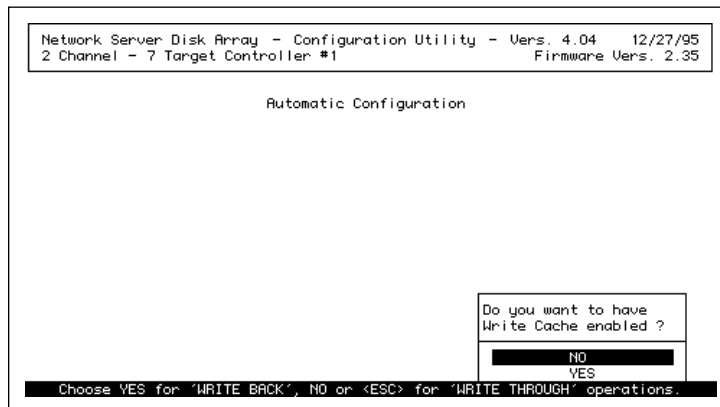 Network Server Disk Array - Configuration Utility - Vers. 4.04 12/27/95
2 Channel - 7 Target Controller #1 Firmware Vers. 2.35
Automatic Configuration
Do you want to have
Write Cache enabled ?
NO
YES
Choose YES for 'WRITE BACK', NO or <ESC> for 'WRITE THROUGH' operations.